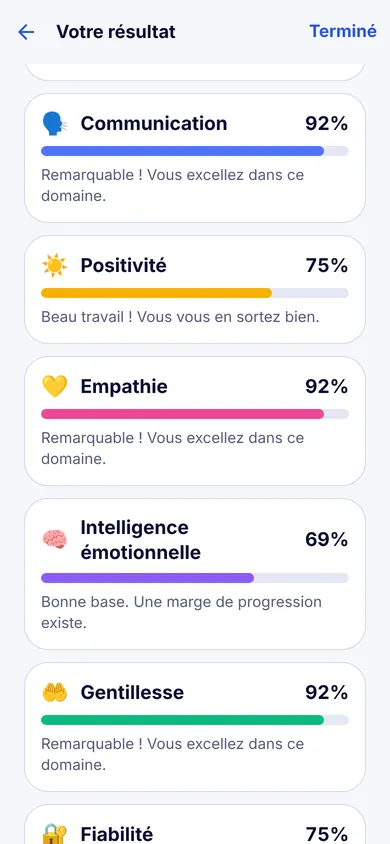 Votre résultat
Terminé
Communication
92%
Remarquable ! Vous excellez dans ce
domaine.
Positivité
75%
Beau travail ! Vous vous en sortez bien.
Empathie
92%
Remarquable ! Vous excellez dans ce
domaine.
Intelligence
émotionnelle
69%
Bonne base. Une marge de progression
existe.
Gentillesse
92%
Remarquable ! Vous excellez dans ce
domaine.
Fiabilité
75%